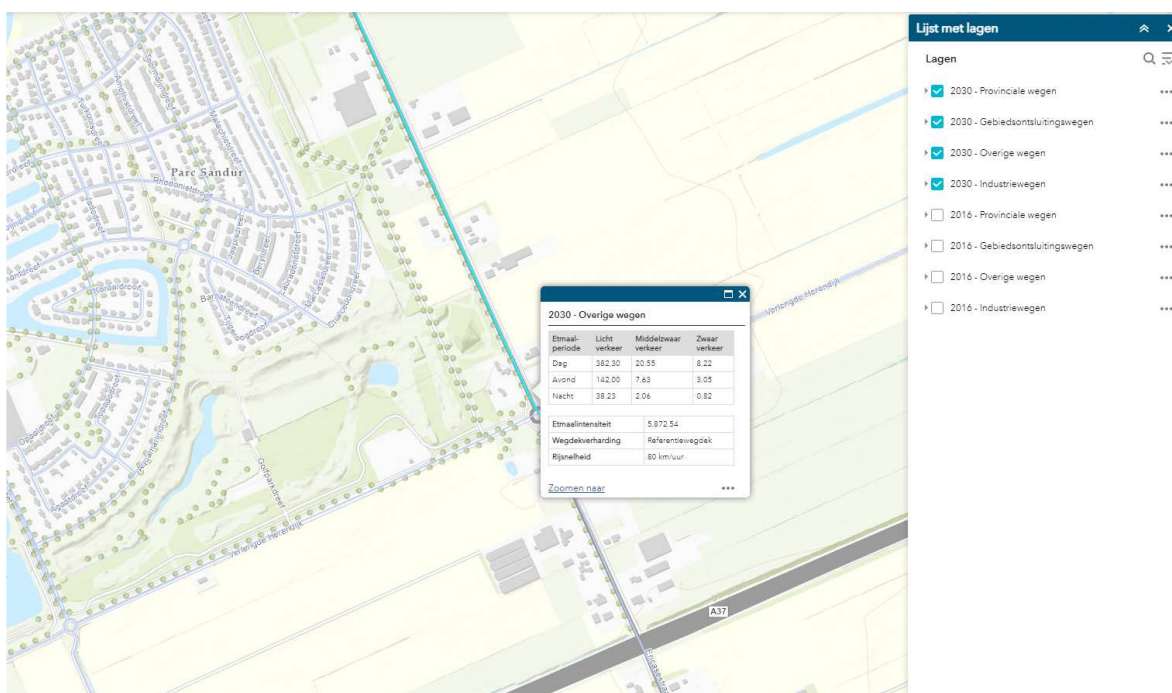 Lijst met lagen
Lagen
2030 - Provinciale wegen
2030 - Gebiedsontsluitingswegen
2030 - Overige wegen
2030 - Industriewegen
2016 - Provinciale wegen
2016 - Gebiedsontsluitingswegen
2016 - Overige wegen
2016 - Industriewegen
Parc Sandur
Rhodonietdreef
Malachietdreef
Golfparkdreef
Verlengde Herendijk
Verlengde Herendijk
A37
2030 - Overige wegen
Etmaal-periode Licht verkeer Middelzwaar verkeer Zwaar verkeer
Dag 382.30 20.55 8.22
Avond 142.00 7.63 3.05
Nacht 38.23 2.06 0.82
Etmaalintensiteit 5.872.54
Wegdekverharding Referentiewegdek
Rijsnelheid 80 km/uur
Zoomen naar